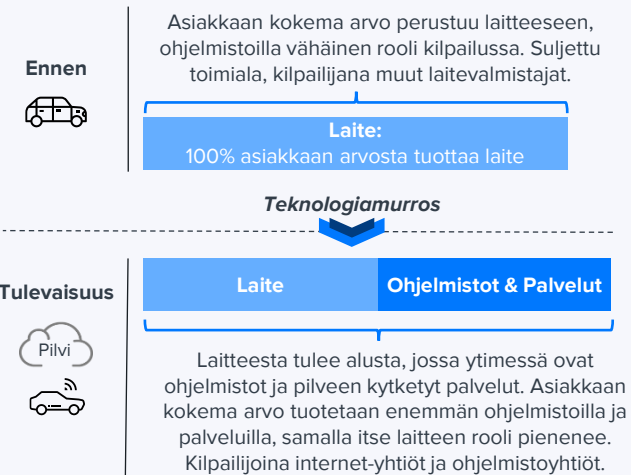 Ennen
Asiakkaan kokema arvo perustuu laitteeseen,
ohjelmistoilla vähäinen rooli kilpailussa. Suljettu
toimiala, kilpailijana muut laitevalmistajat.
Laite:
100% asiakkaan arvosta tuottaa laite
Teknologiamurros
Tulevaisuus
Pilvi
Laite
Ohjelmistot & Palvelut
Laitteesta tulee alusta, jossa ytimessä ovat
ohjelmistot ja pilveen kytketyt palvelut. Asiakkaan
kokema arvo tuotetaan enemmän ohjelmistoilla ja
palveluilla, samalla itse laitteen rooli pienenee.
Kilpailijoina internet-yhtiöt ja ohjelmistoyhtiöt.